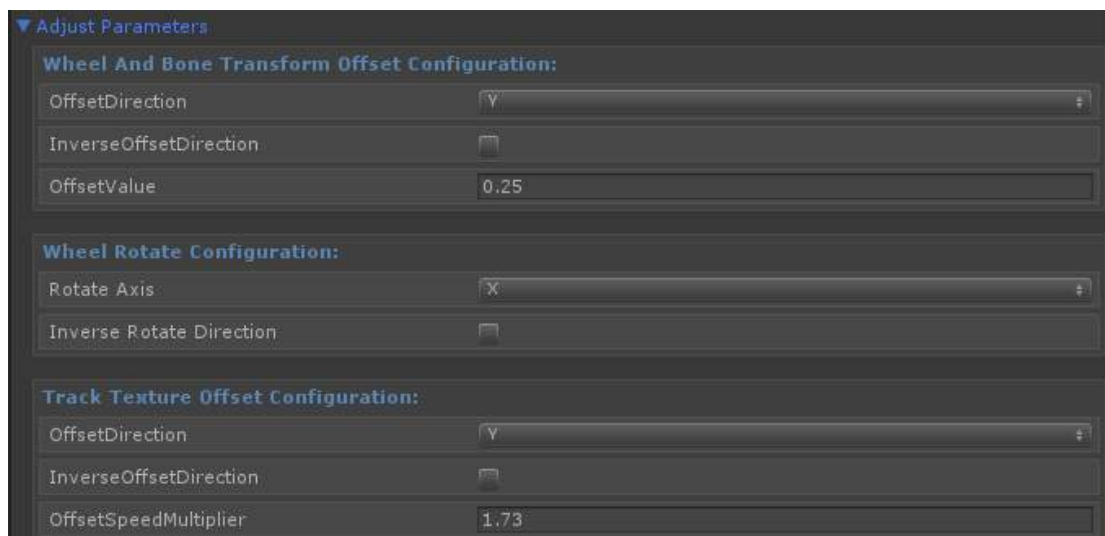 Adjust Parameters
Wheel And Bone Transform Offset Configuration:
OffsetDirection Y
InverseOffsetDirection
OffsetValue 0.25
Wheel Rotate Configuration:
Rotate Axis X
Inverse Rotate Direction
Track Texture Offset Configuration:
OffsetDirection Y
InverseOffsetDirection
OffsetSpeedMultiplier 1.73